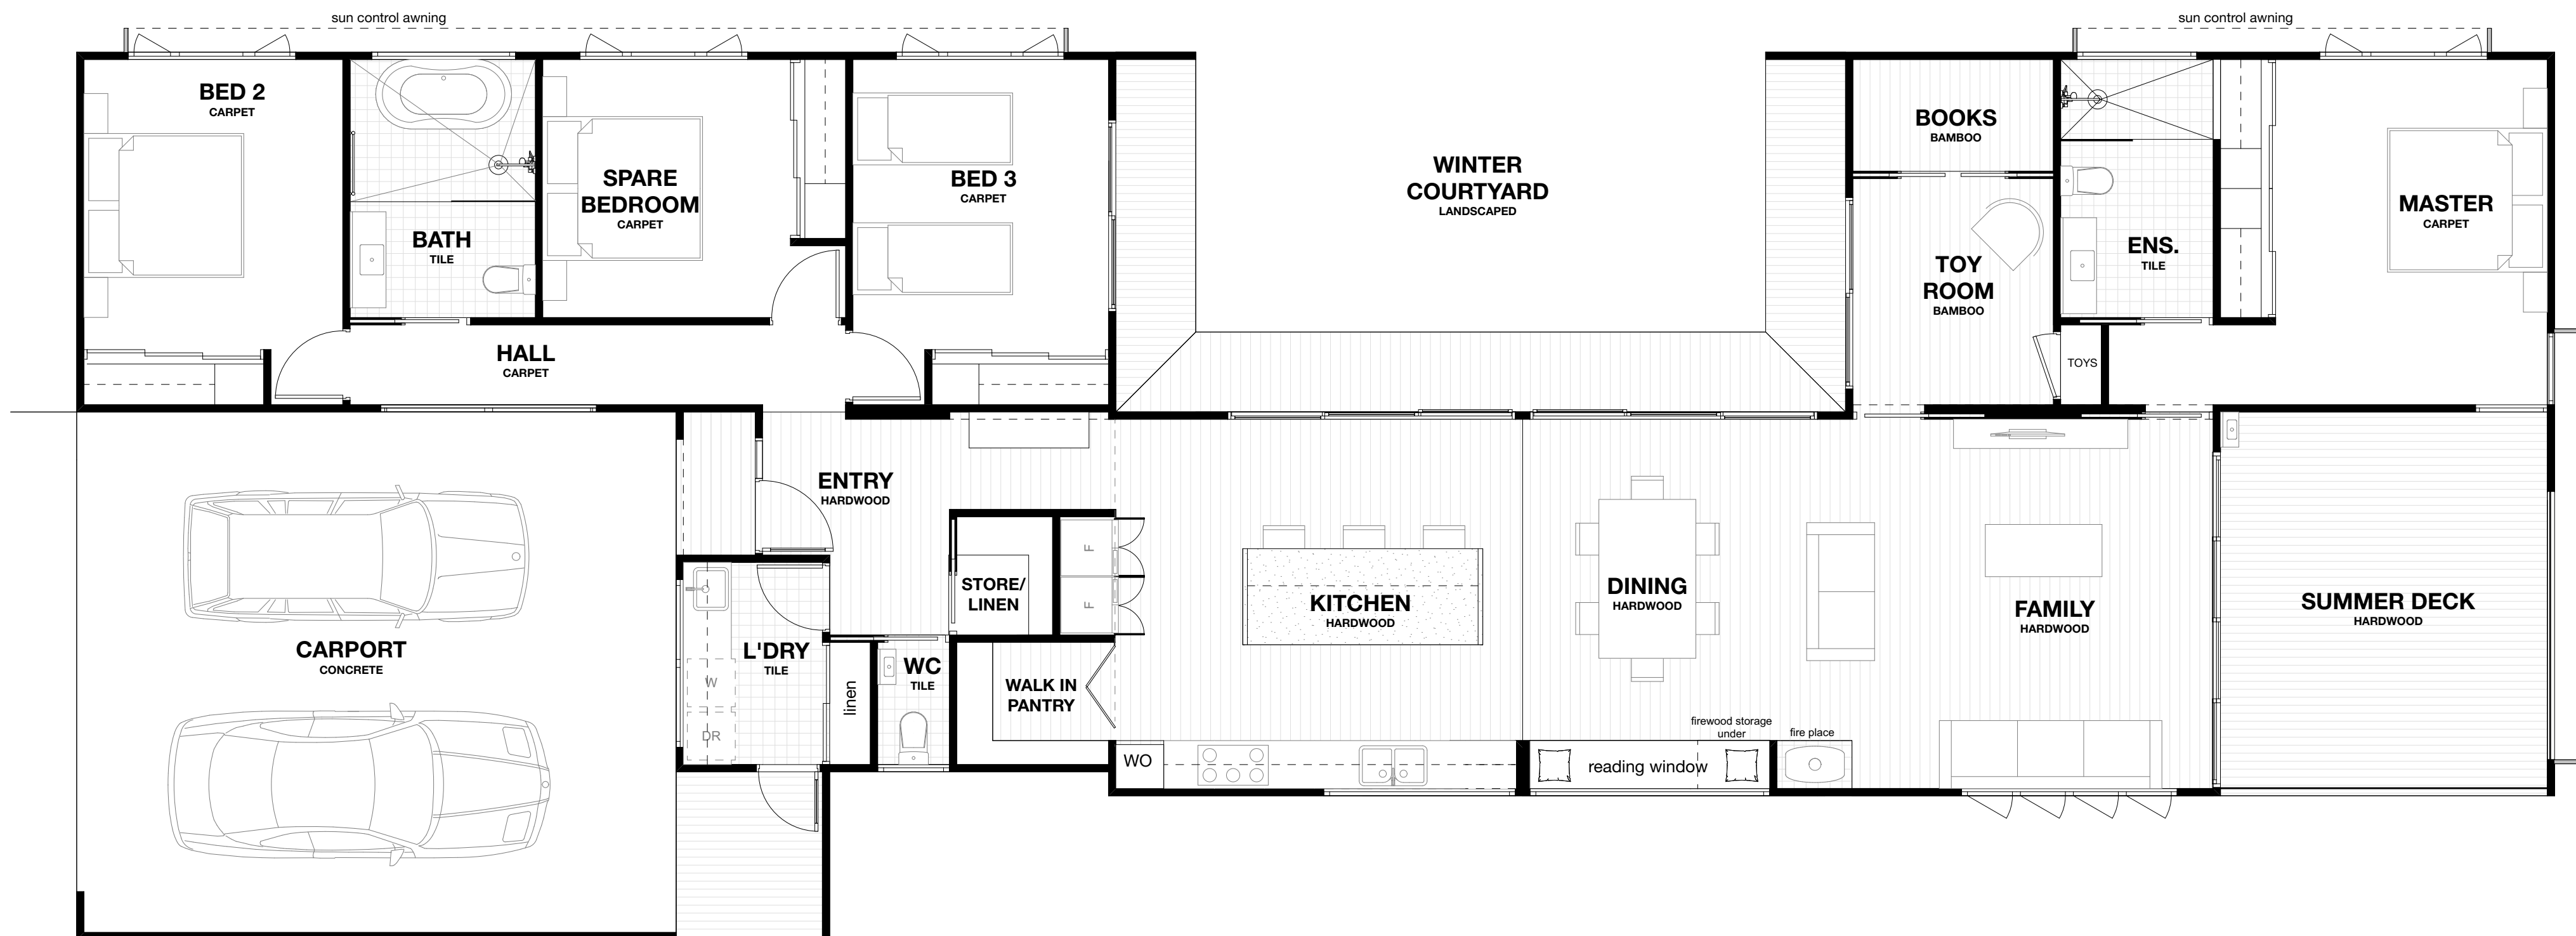 sun control awning
sun control awning
BED 2
CARPET
BATH
TILE
SPARE
BEDROOM
CARPET
BED 3
CARPET
WINTER
COURTYARD
LANDSCAPED
BOOKS
BAMBOO
TOY
ROOM
BAMBOO
ENS.
TILE
MASTER
CARPET
HALL
CARPET
TOYS
ENTRY
HARDWOOD
STORE/
LINEN
F
F
CARPORT
CONCRETE
L'DRY
TILE
W
DR
linen
WC
TILE
WALK IN
PANTRY
KITCHEN
HARDWOOD
WO
DINING
HARDWOOD
firewood storage
under
fire place
reading window
FAMILY
HARDWOOD
SUMMER DECK
HARDWOOD